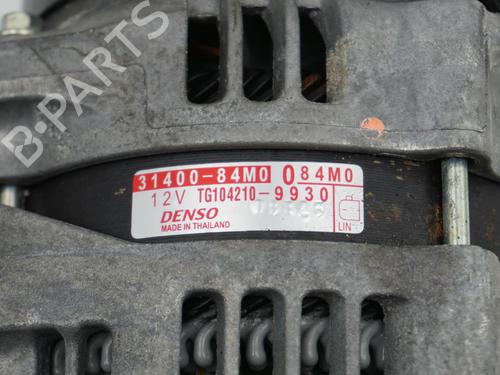 B-PARTS
31400-84M0 084M0
12V TG104210-9930
DENSO
MADE IN THAILAND
LIN